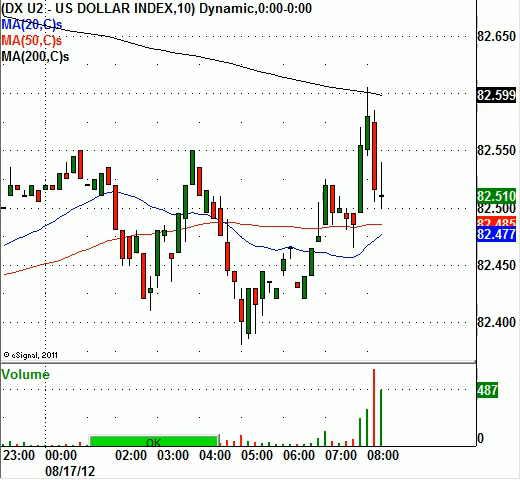 (DX U2 - US DOLLAR INDEX,10) Dynamic,0:00-0:00
MA(20,C)s
MA(50,C)s
MA(200,C)s
82.650
82.599
82.550
82.510
82.500
82.485
82.477
82.450
82.400
© eSignal, 2011
Volume
487
OK
0
23:00 00:00 02:00 03:00 04:00 05:00 06:00 07:00 08:00
08/17/12